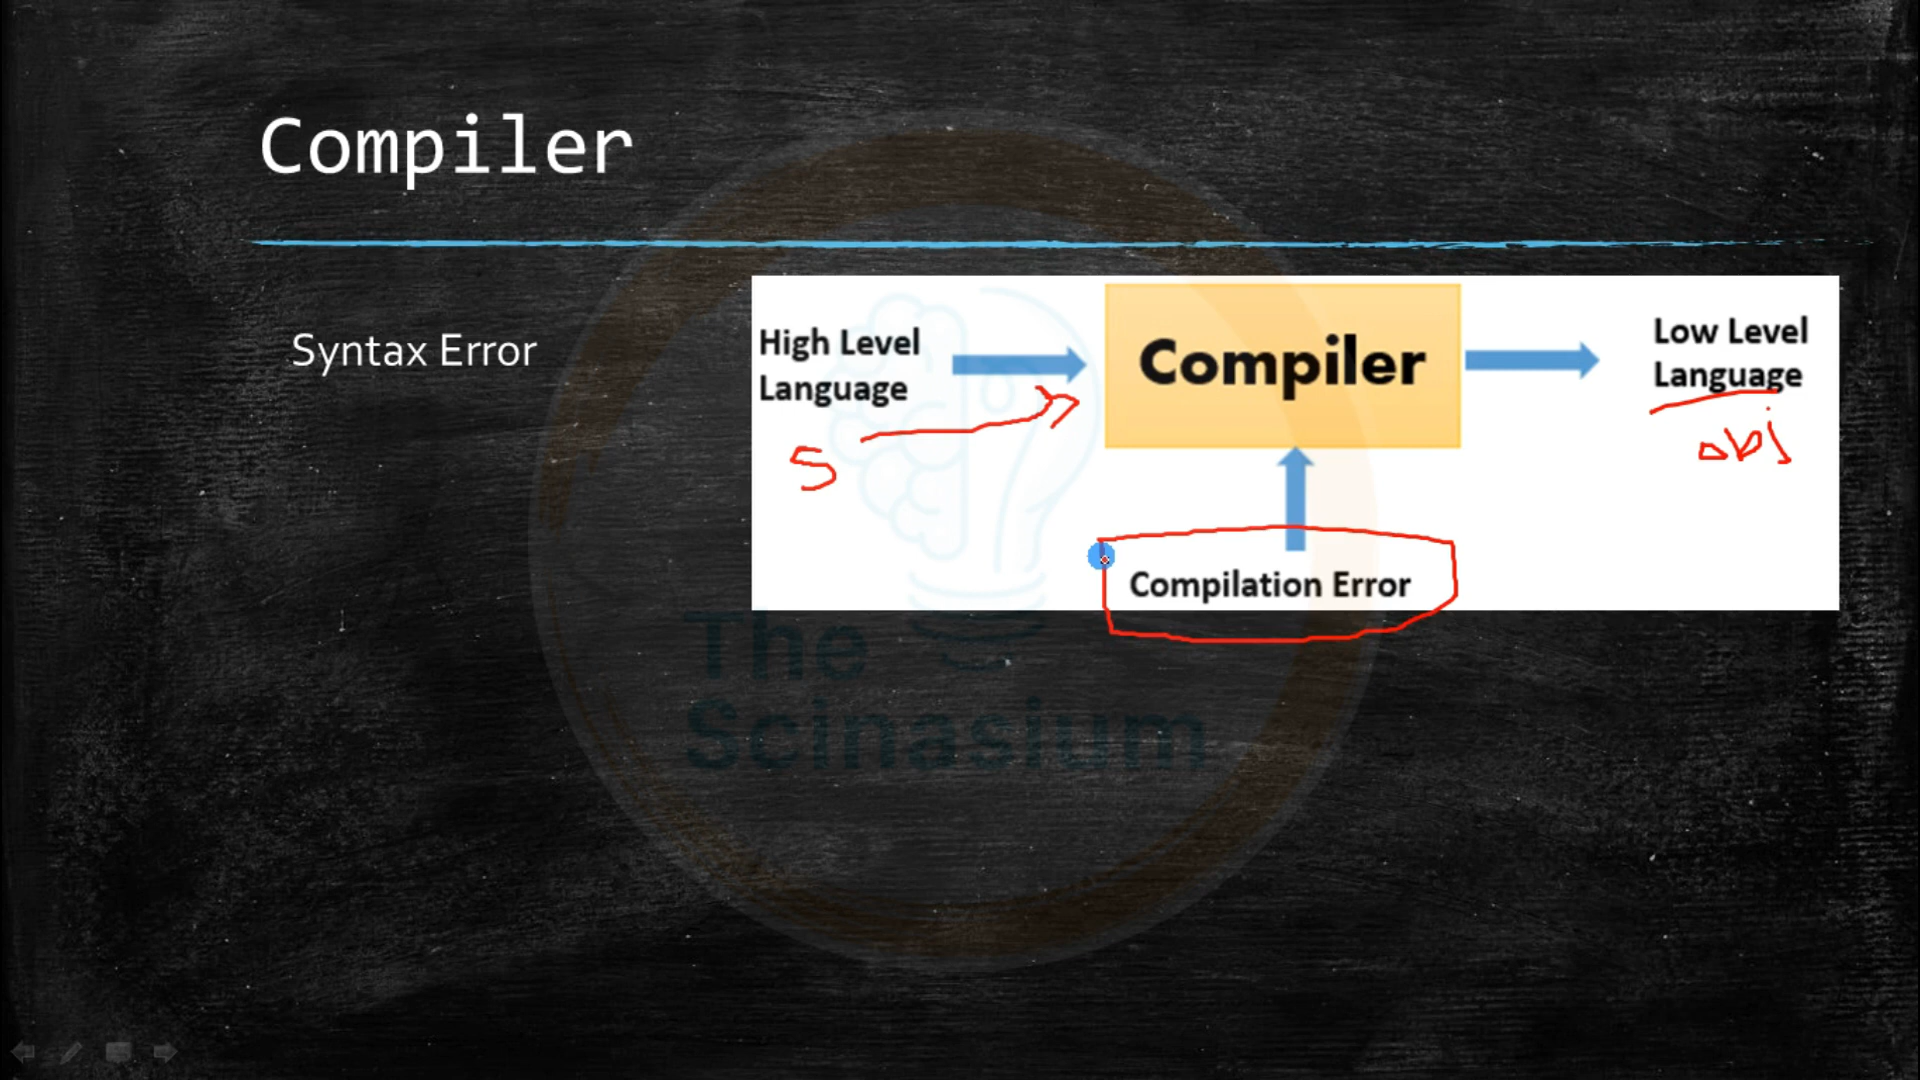 Compiler
Syntax Error
High Level
Language
Compiler
Low Level
Language
S
obj
Compilation Error
The
Scinasium